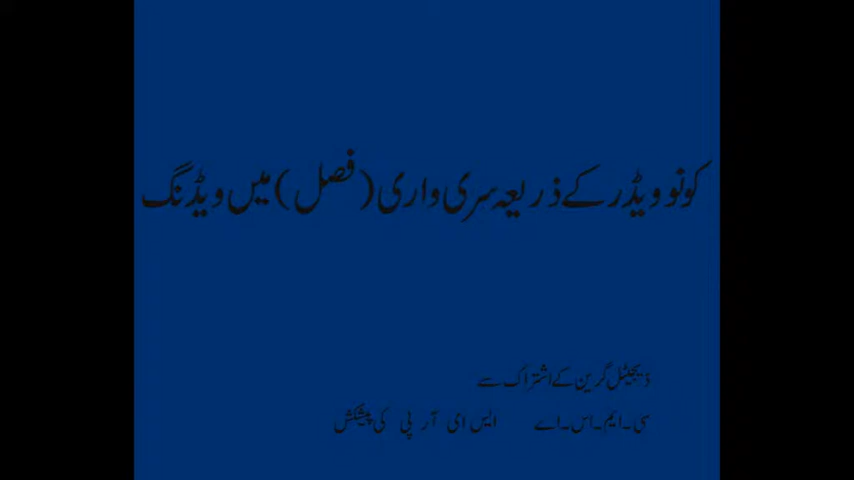 کونو ویڈر کے ذریعہ سری واری (فصل) میں ویڈنگ
ڈیجیٹل گرین کے اشتراک سے
سی۔ایم۔اس۔اے ایس ای آر پی کی پیشکش